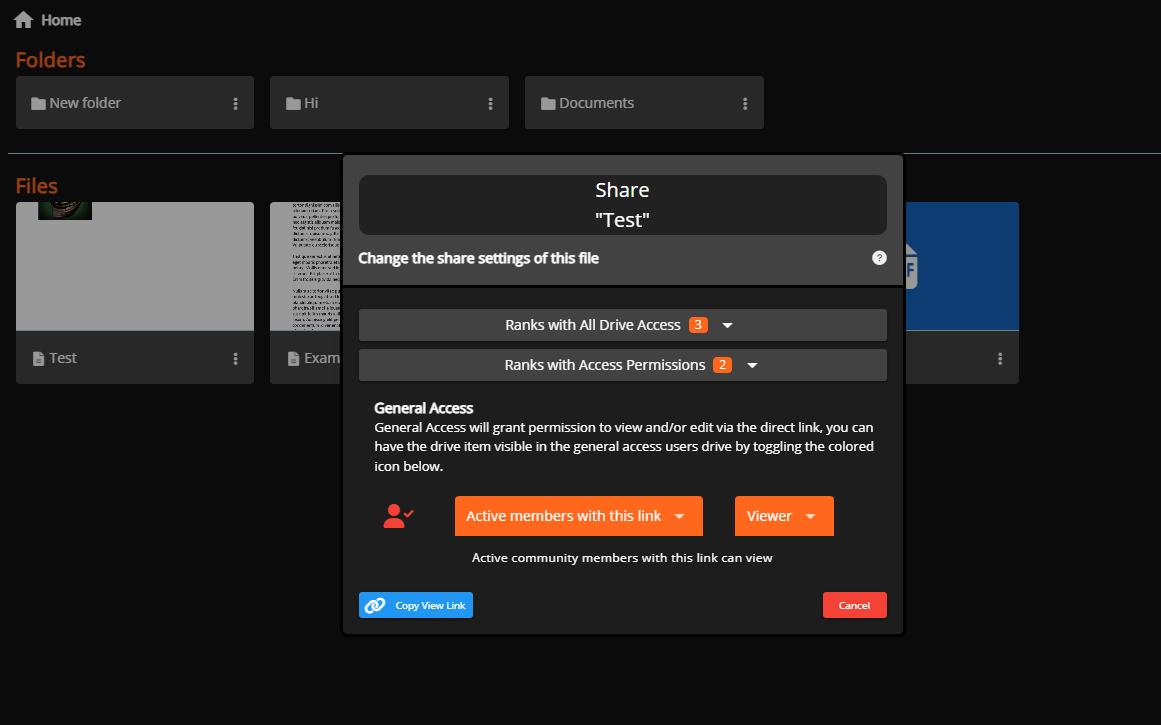 Home
Folders
New folder
Hi
Documents
Files
Test
Exam
Share
"Test"
Change the share settings of this file
?
Ranks with All Drive Access 3
Ranks with Access Permissions 2
General Access
General Access will grant permission to view and/or edit via the direct link, you can
have the drive item visible in the general access users drive by toggling the colored
icon below.
Active members with this link
Viewer
Active community members with this link can view
Copy View Link
Cancel